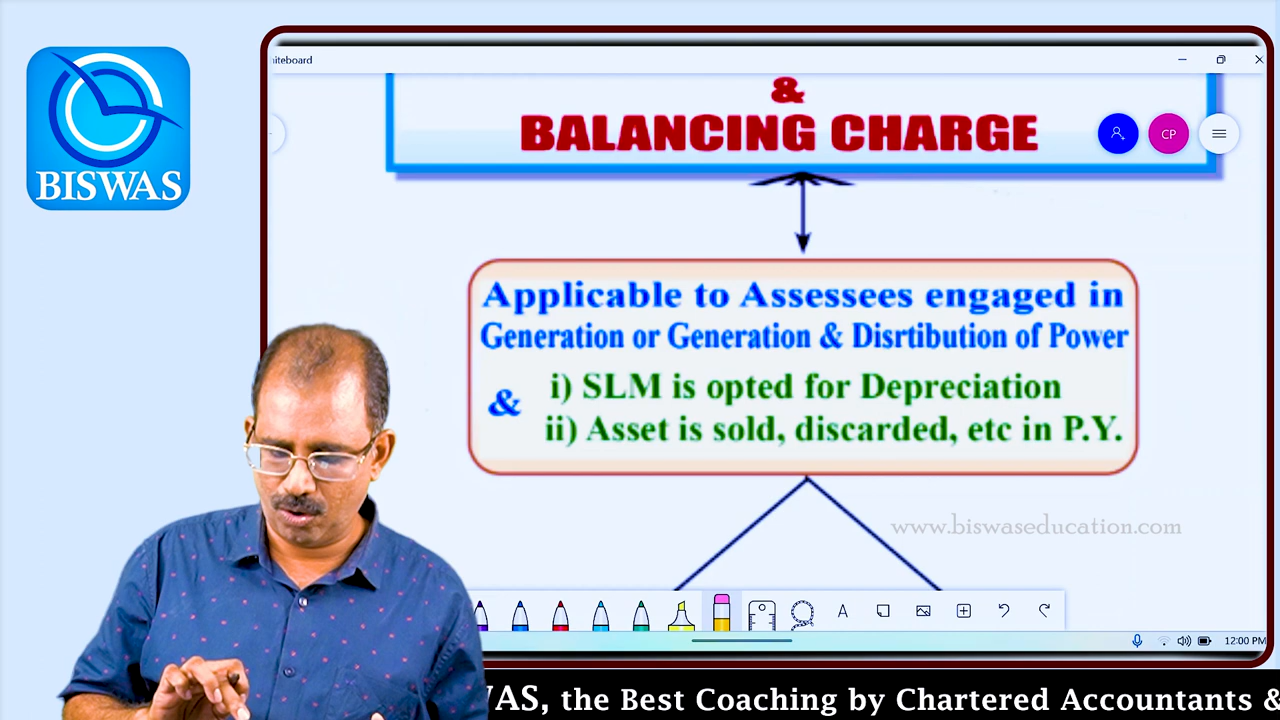 BISWAS
iteboard
&
BALANCING CHARGE
CP
Applicable to Assessees engaged in
Generation or Generation & Disrtibution of Power
& i) SLM is opted for Depreciation
ii) Asset is sold, discarded, etc in P.Y.
www.biswaseducation.com
A
12:00 PM
WAS, the Best Coaching by Chartered Accountants &